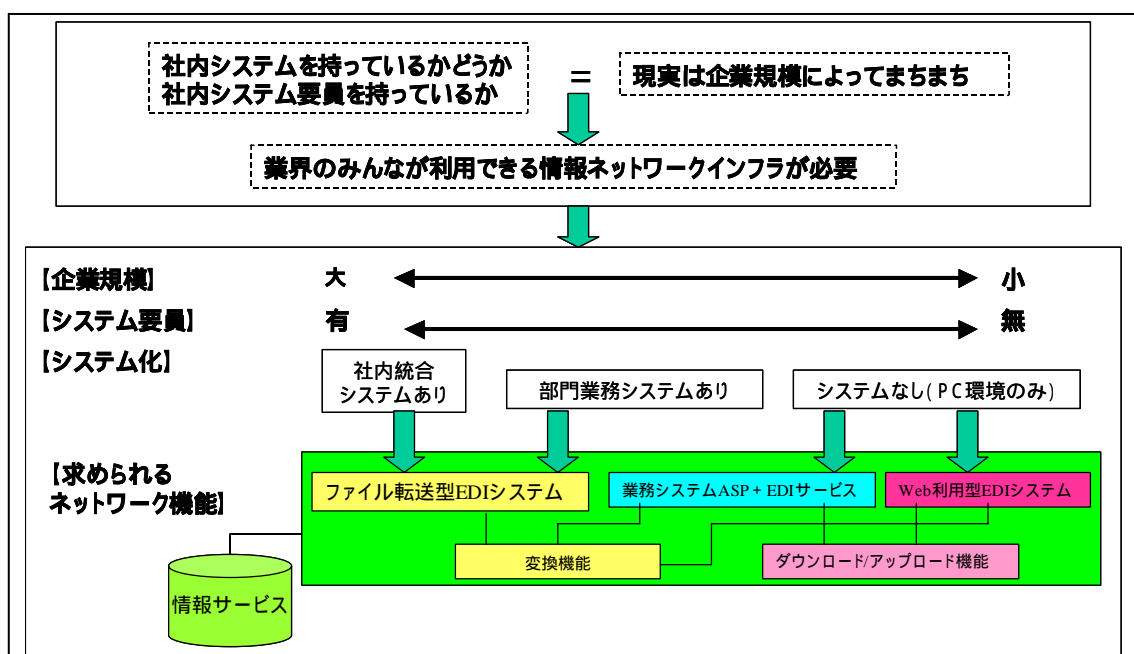 社内システムを持っているかどうか
社内システム要員を持っているか
=
現実は企業規模によってまちまち
業界のみんなが利用できる情報ネットワークインフラが必要
【企業規模】
大
小
【システム要員】
有
無
【システム化】
社内統合
システムあり
部門業務システムあり
システムなし(PC環境のみ)
【求められる
ネットワーク機能】
ファイル転送型EDIシステム
業務システムASP+EDIサービス
Web利用型EDIシステム
変換機能
ダウンロード/アップロード機能
情報サービス